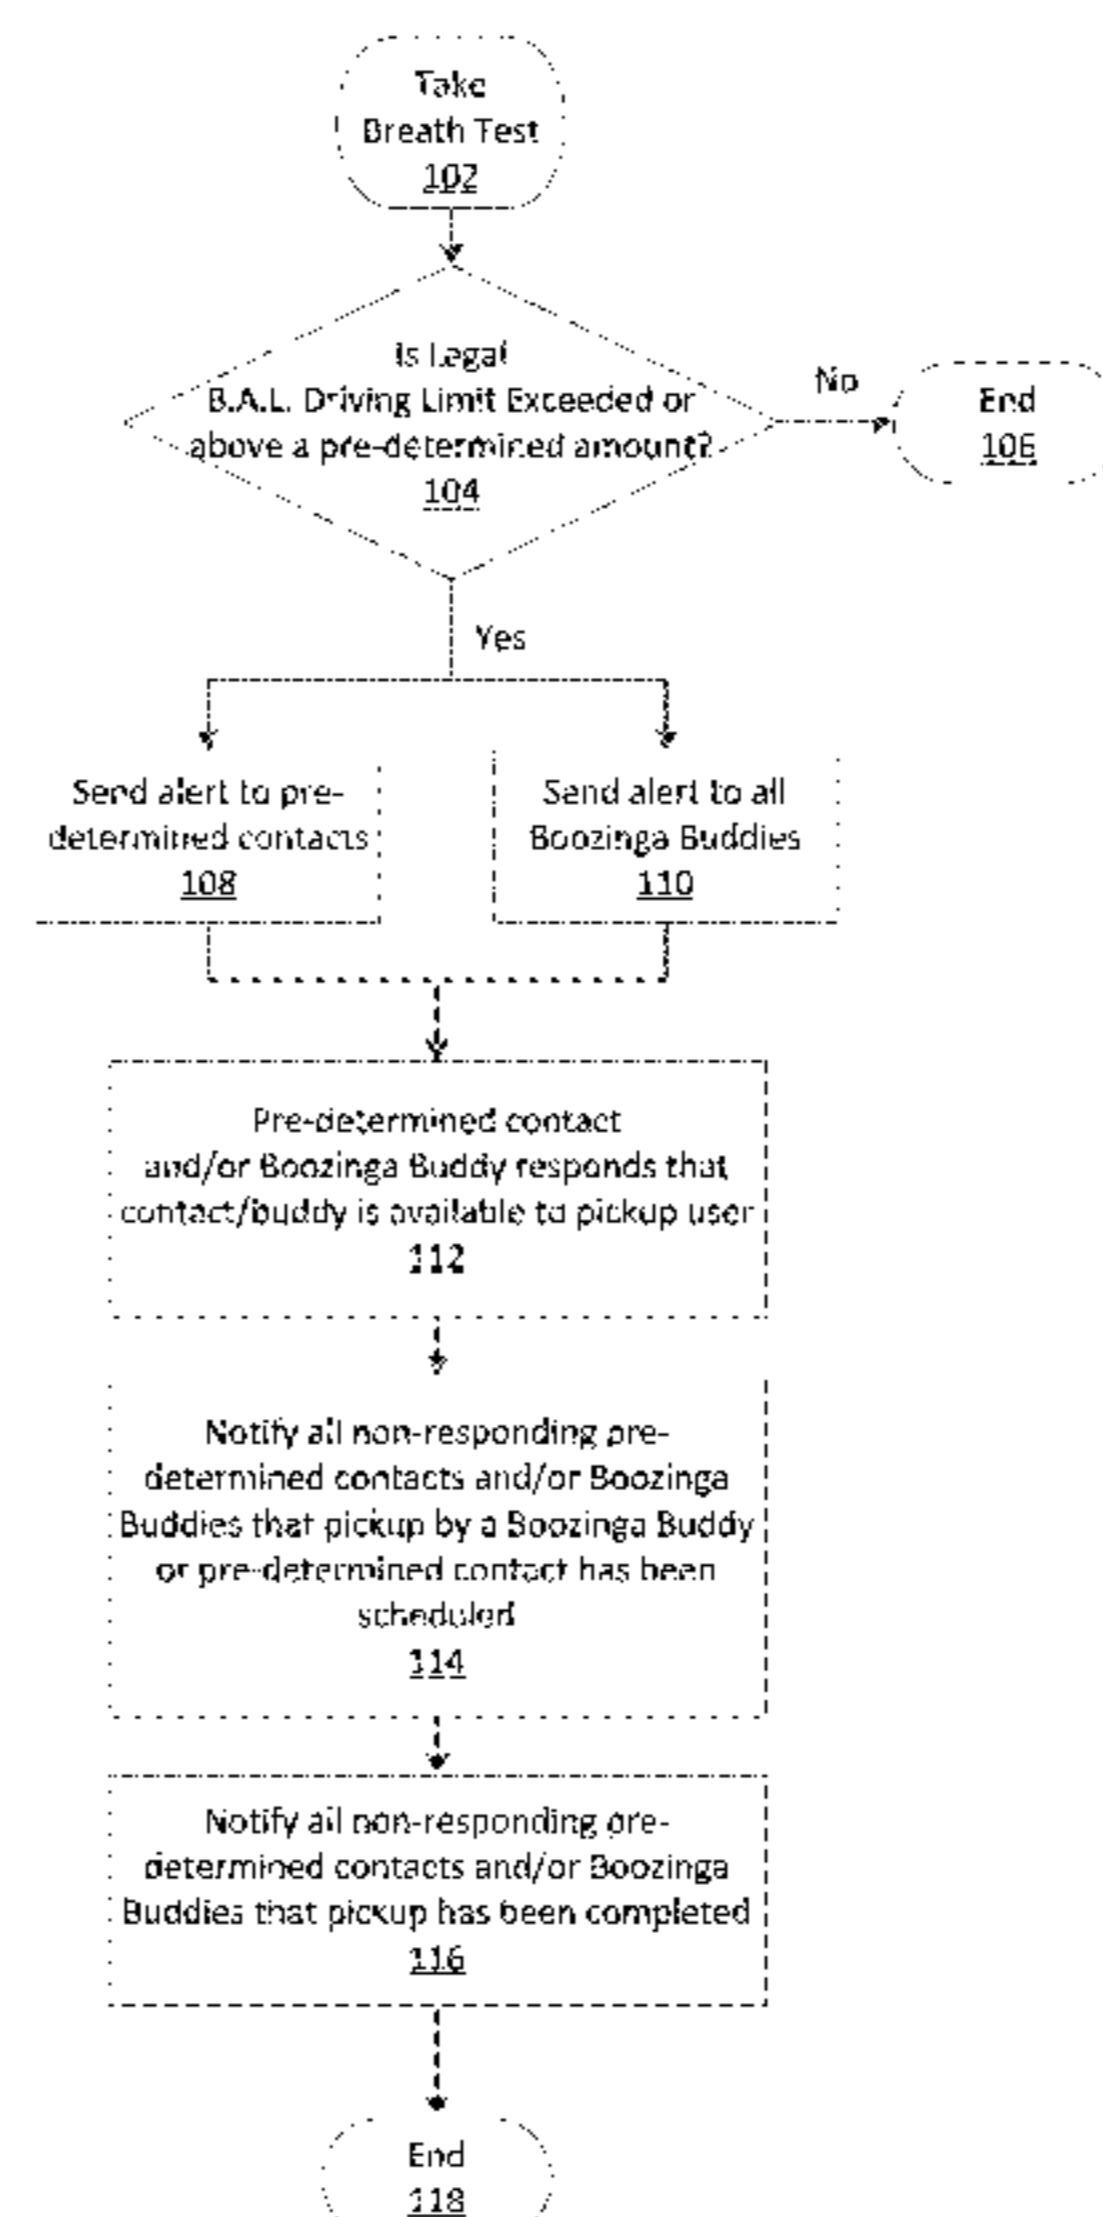 Take
Breath Test
102
Is Legal
B.A.L. Driving Limit Exceeded or
above a pre-determined amount?
104
No
End
106
Yes
Send alert to pre-
determined contacts
108
Send alert to all
Boozinga Buddies
110
Pre-determined contact
and/or Boozinga Buddy responds that
contact/buddy is available to pickup user
112
Notify all non-responding pre-
determined contacts and/or Boozinga
Buddies that pickup by a Boozinga Buddy
or pre-determined contact has been
scheduled
114
Notify all non-responding pre-
determined contacts and/or Boozinga
Buddies that pickup has been completed
116
End
118